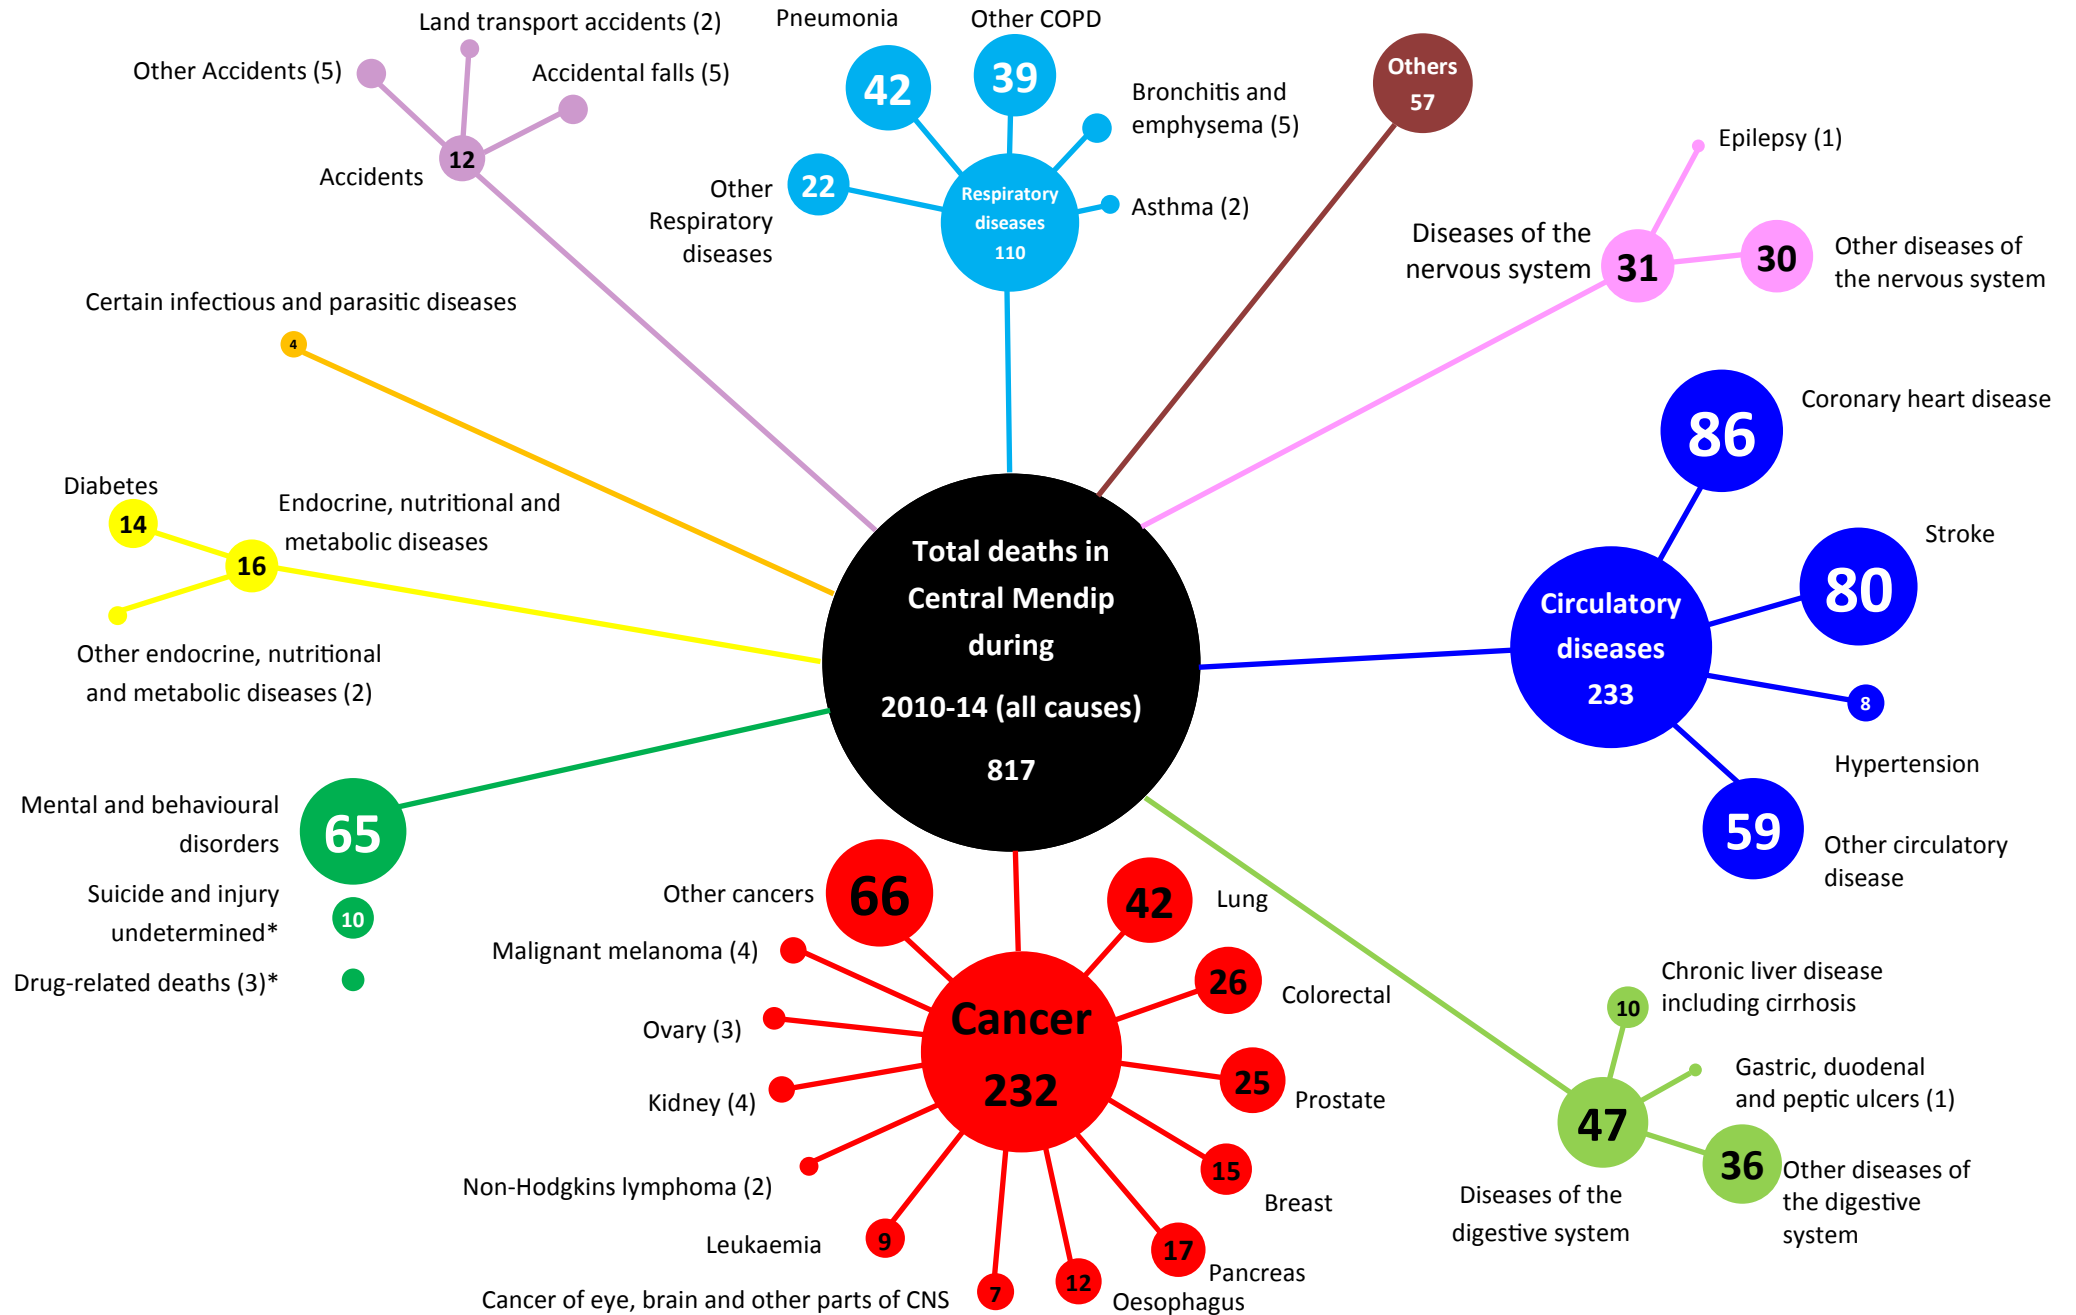 Land transport accidents (2)
Other Accidents (5)
Accidental falls (5)
12
Accidents
Pneumonia
42
Other COPD
39
Bronchitis and
emphysema (5)
Other
Respiratory
diseases
22
Respiratory
diseases
110
Asthma (2)
Others
57
Epilepsy (1)
Diseases of the
nervous system
31
30
Other diseases of
the nervous system
Certain infectious and parasitic diseases
4
Coronary heart disease
86
Stroke
80
Circulatory
diseases
233
8
Hypertension
59
Other circulatory
disease
Diabetes
14
Endocrine, nutritional and
metabolic diseases
16
Other endocrine, nutritional
and metabolic diseases (2)
Total deaths in
Central Mendip
during
2010-14 (all causes)
817
Mental and behavioural
disorders
65
Suicide and injury
undetermined*
10
Drug-related deaths (3)*
Other cancers
66
42
Lung
Malignant melanoma (4)
26
Colorectal
Ovary (3)
Cancer
232
25
Prostate
Kidney (4)
15
Breast
Non-Hodgkins lymphoma (2)
Leukaemia
9
17
Pancreas
Cancer of eye, brain and other parts of CNS
7
12
Oesophagus
Chronic liver disease
including cirrhosis
10
Gastric, duodenal
and peptic ulcers (1)
47
36
Other diseases of
the digestive
system
Diseases of the
digestive system